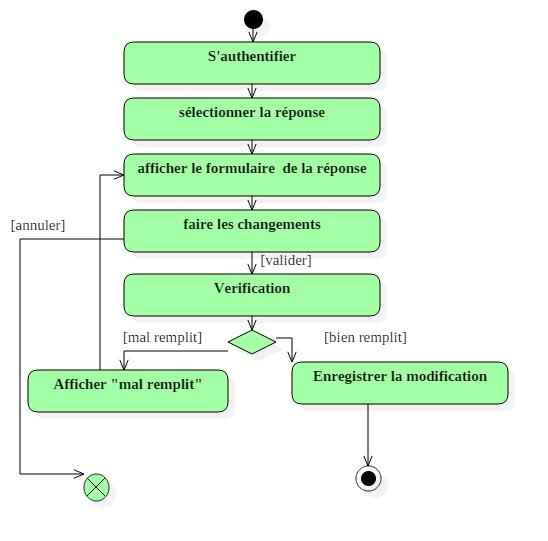 S'authentifier
sélectionner la réponse
afficher le formulaire  de la réponse
[annuler]
faire les changements
[valider]
Verification
[mal remplit]
[bien remplit]
Afficher "mal remplit"
Enregistrer la modification